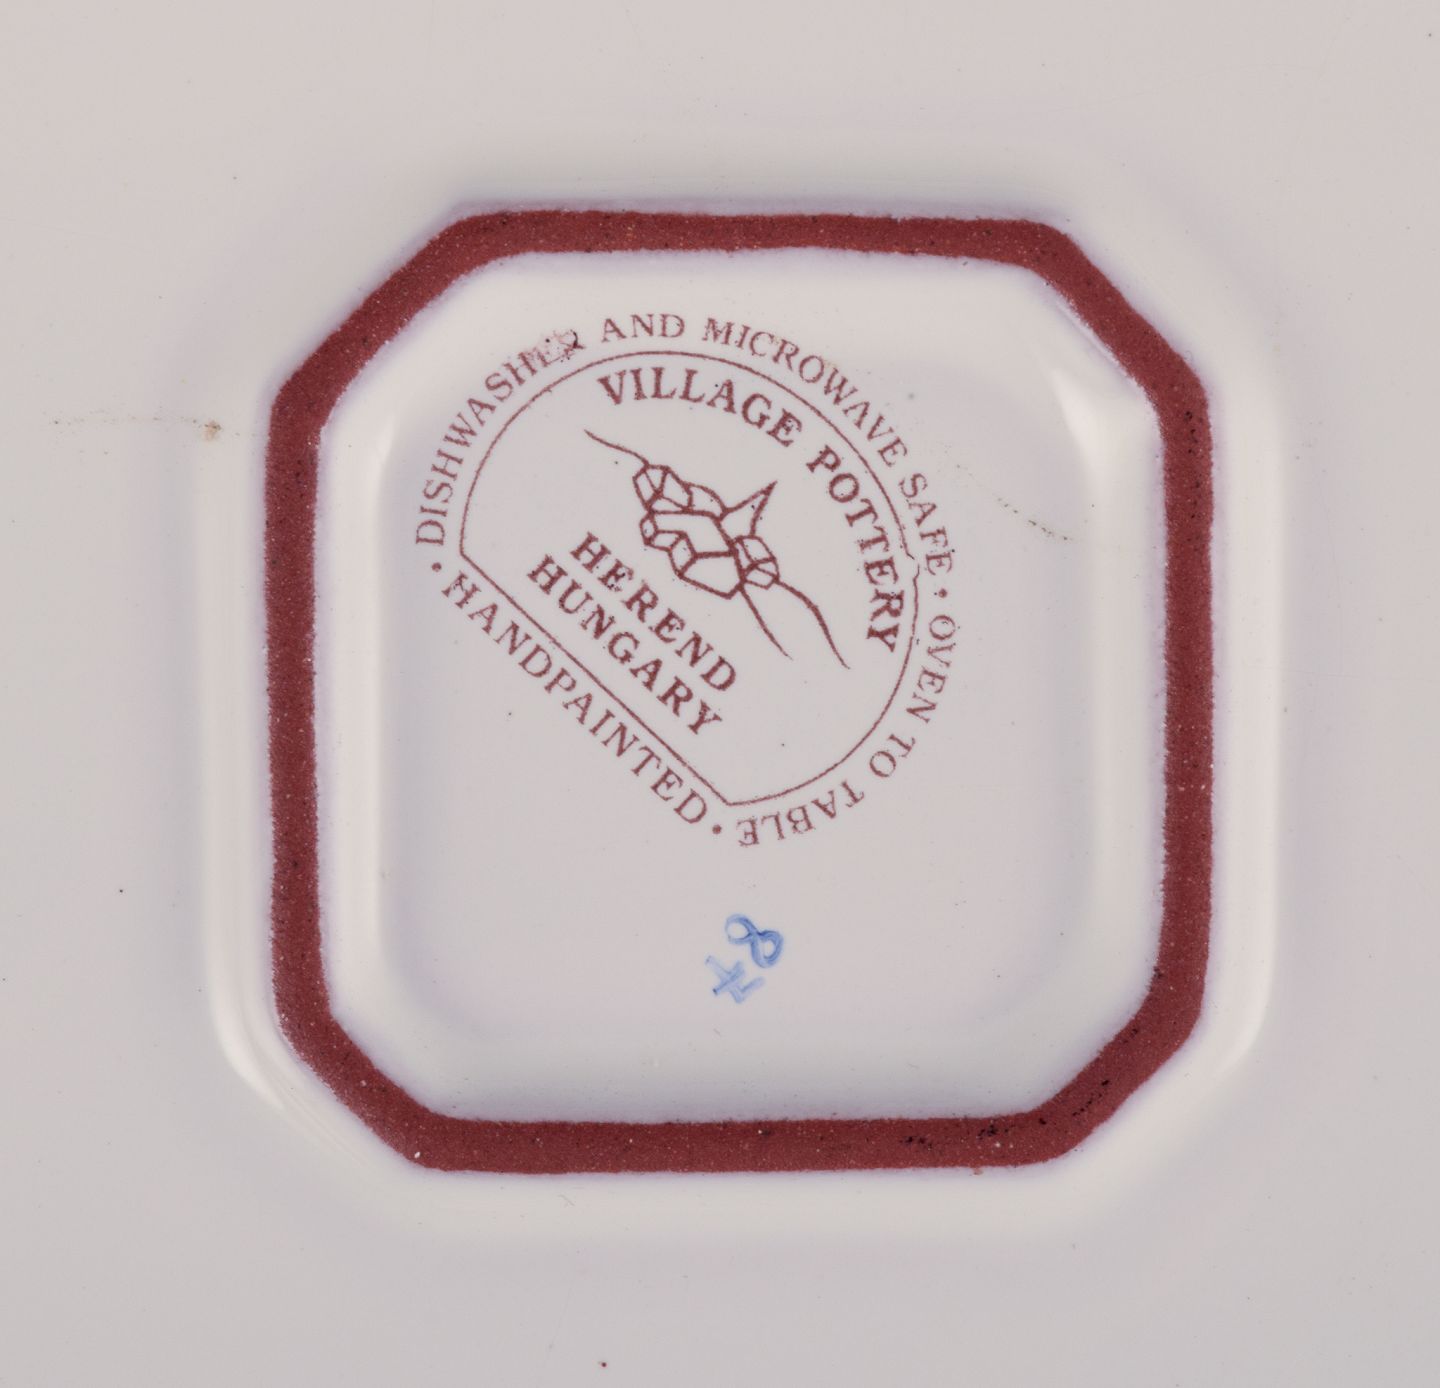 DISHWASHER AND MICROWAVE SAFE · OVEN TO TABLE · HANDPAINTED ·
VILLAGE POTTERY
HEREND
HUNGARY